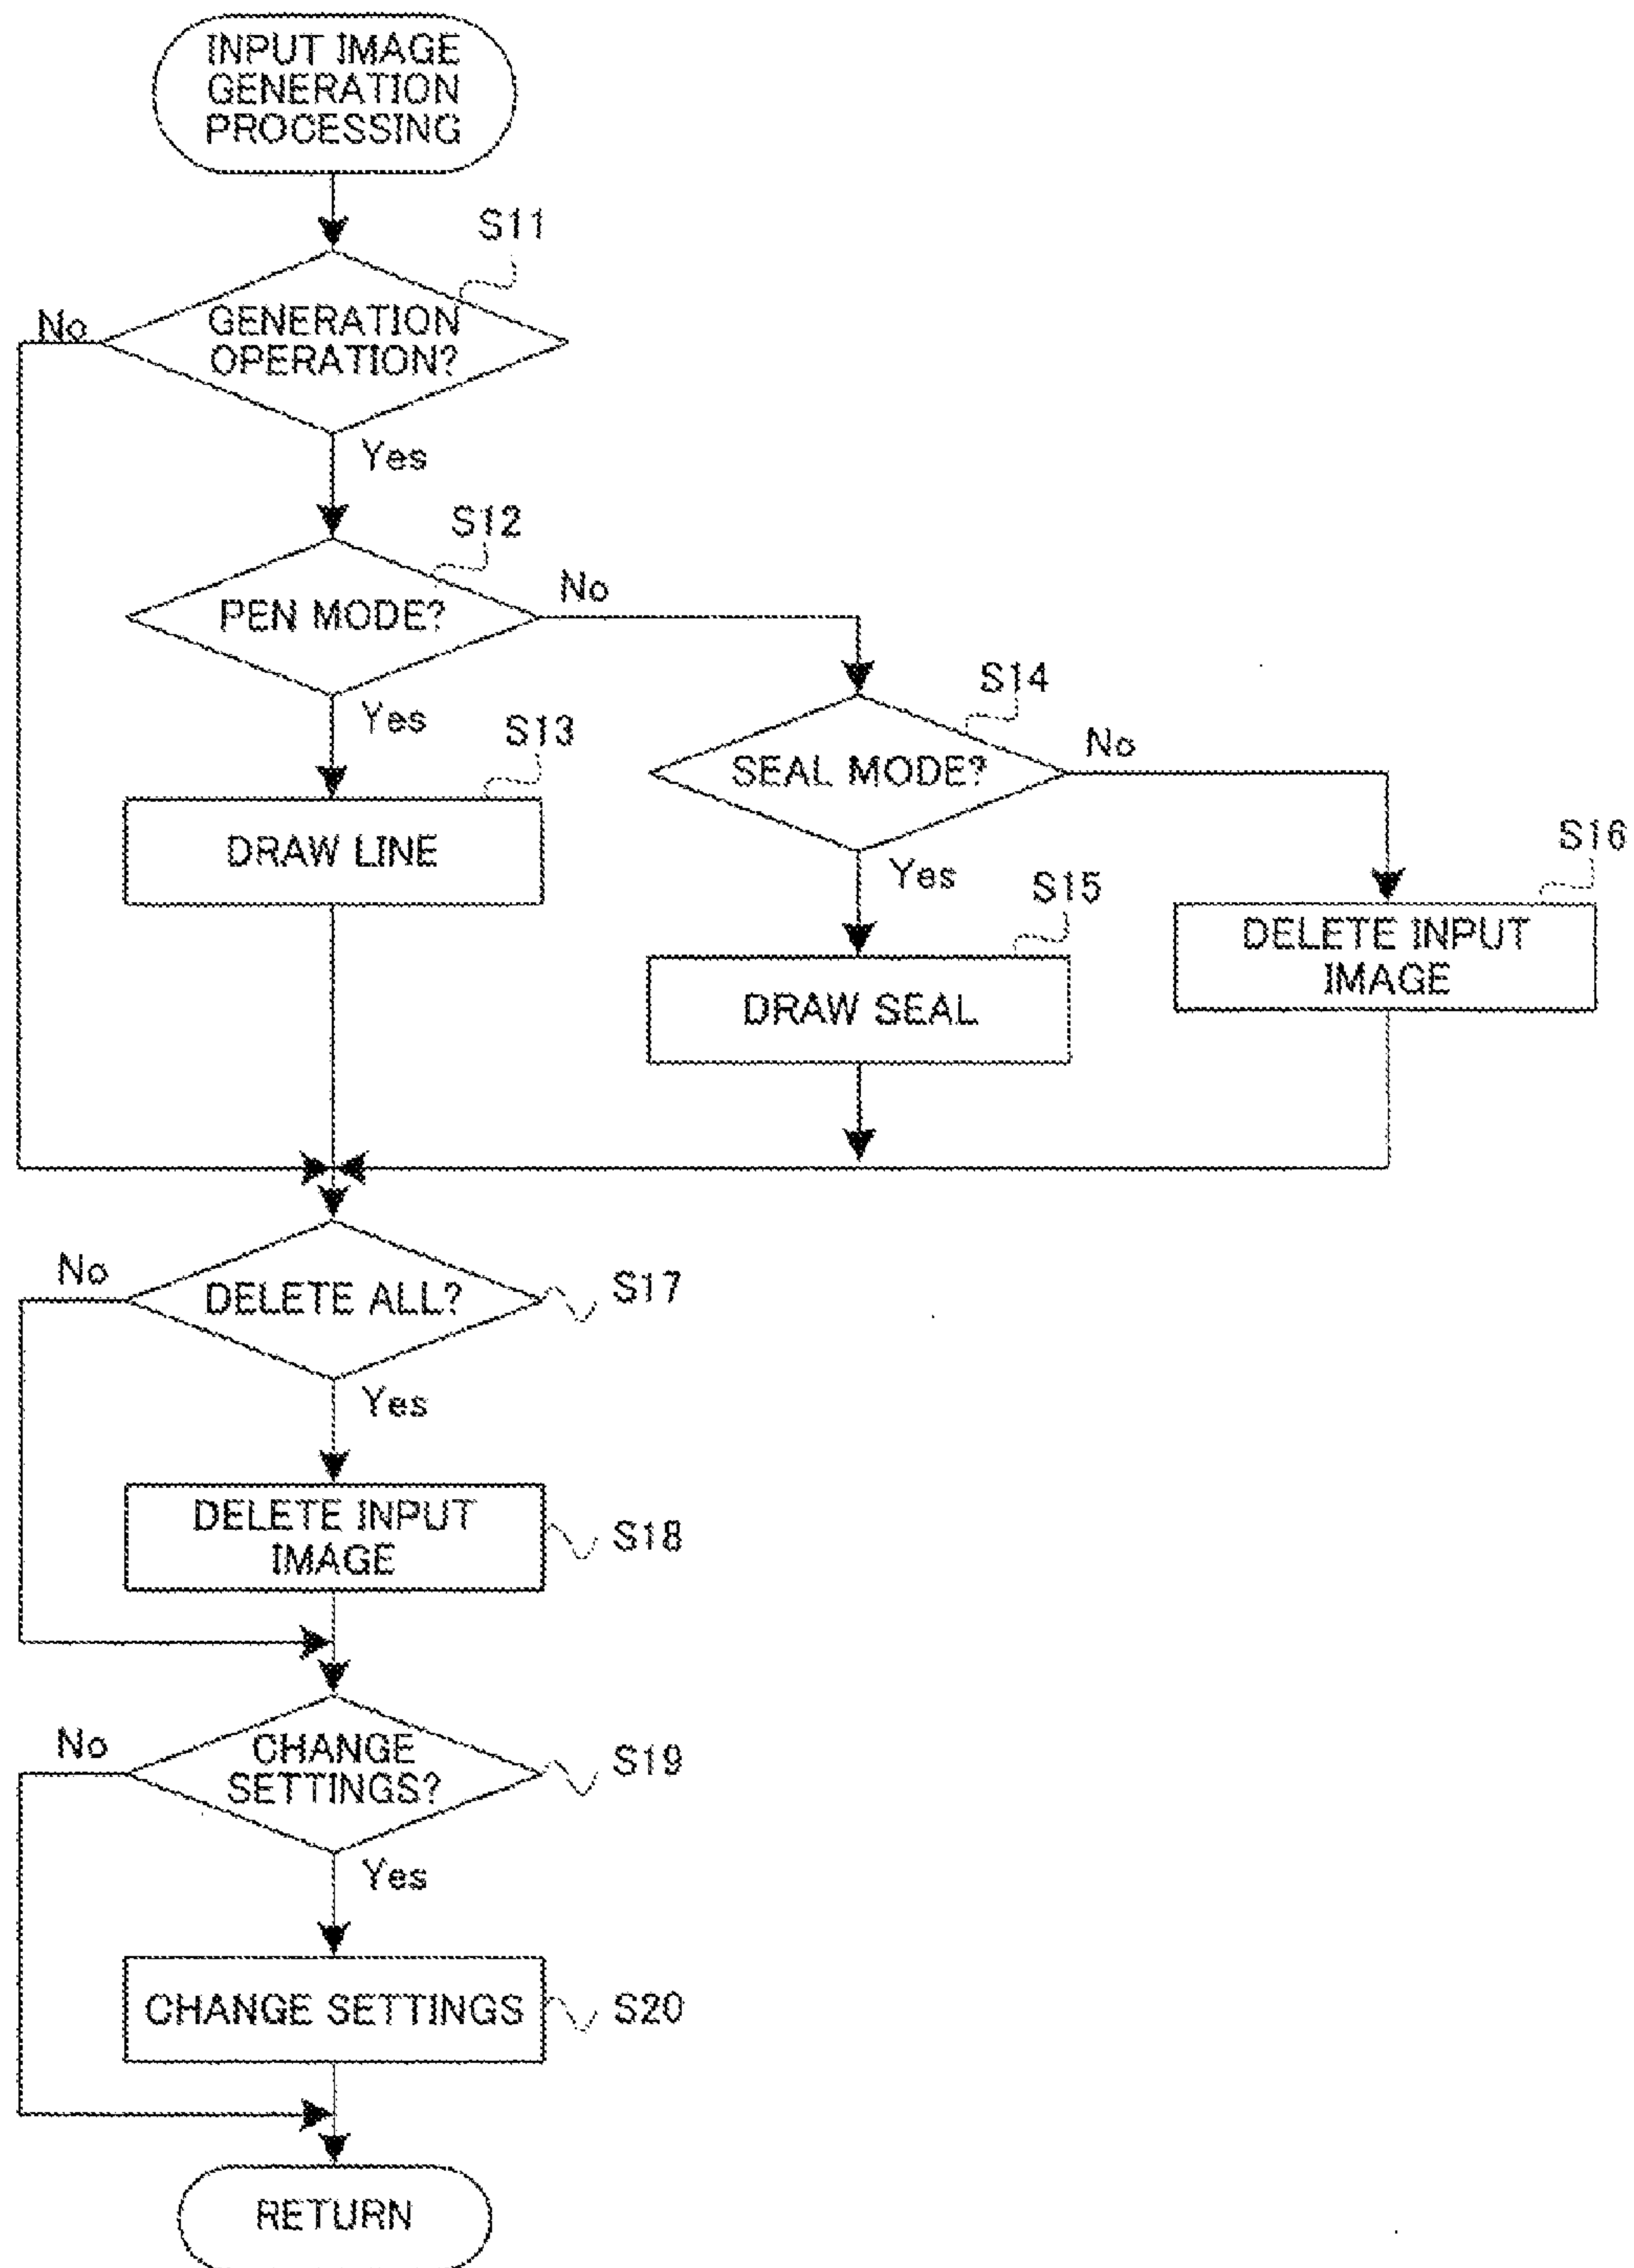 INPUT IMAGE
GENERATION
PROCESSING
S11
No
GENERATION
OPERATION?
Yes
S12
PEN MODE?
No
Yes
S13
DRAW LINE
S14
SEAL MODE?
No
Yes
S15
DRAW SEAL
S16
DELETE INPUT
IMAGE
No
DELETE ALL?
S17
Yes
DELETE INPUT
IMAGE
S18
No
CHANGE
SETTINGS?
S19
Yes
CHANGE SETTINGS
S20
RETURN